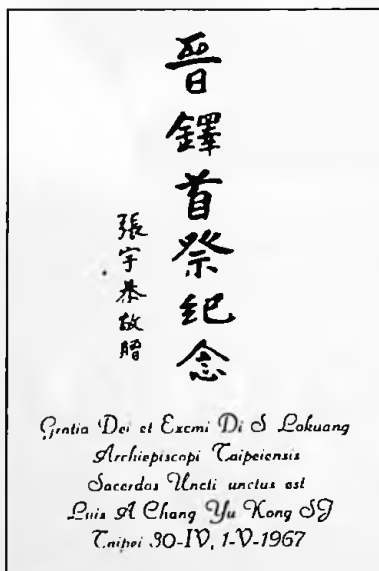 晉鐸首祭紀念
張宇恭敬贈
Gratia Dei et Excmi Di S Lokuang
Archiepiscopi Taipeiensis
Sacerdos Uncti unctus est
Luis A Chang Yu Kong SJ
Taipei 30-IV, 1-V-1967